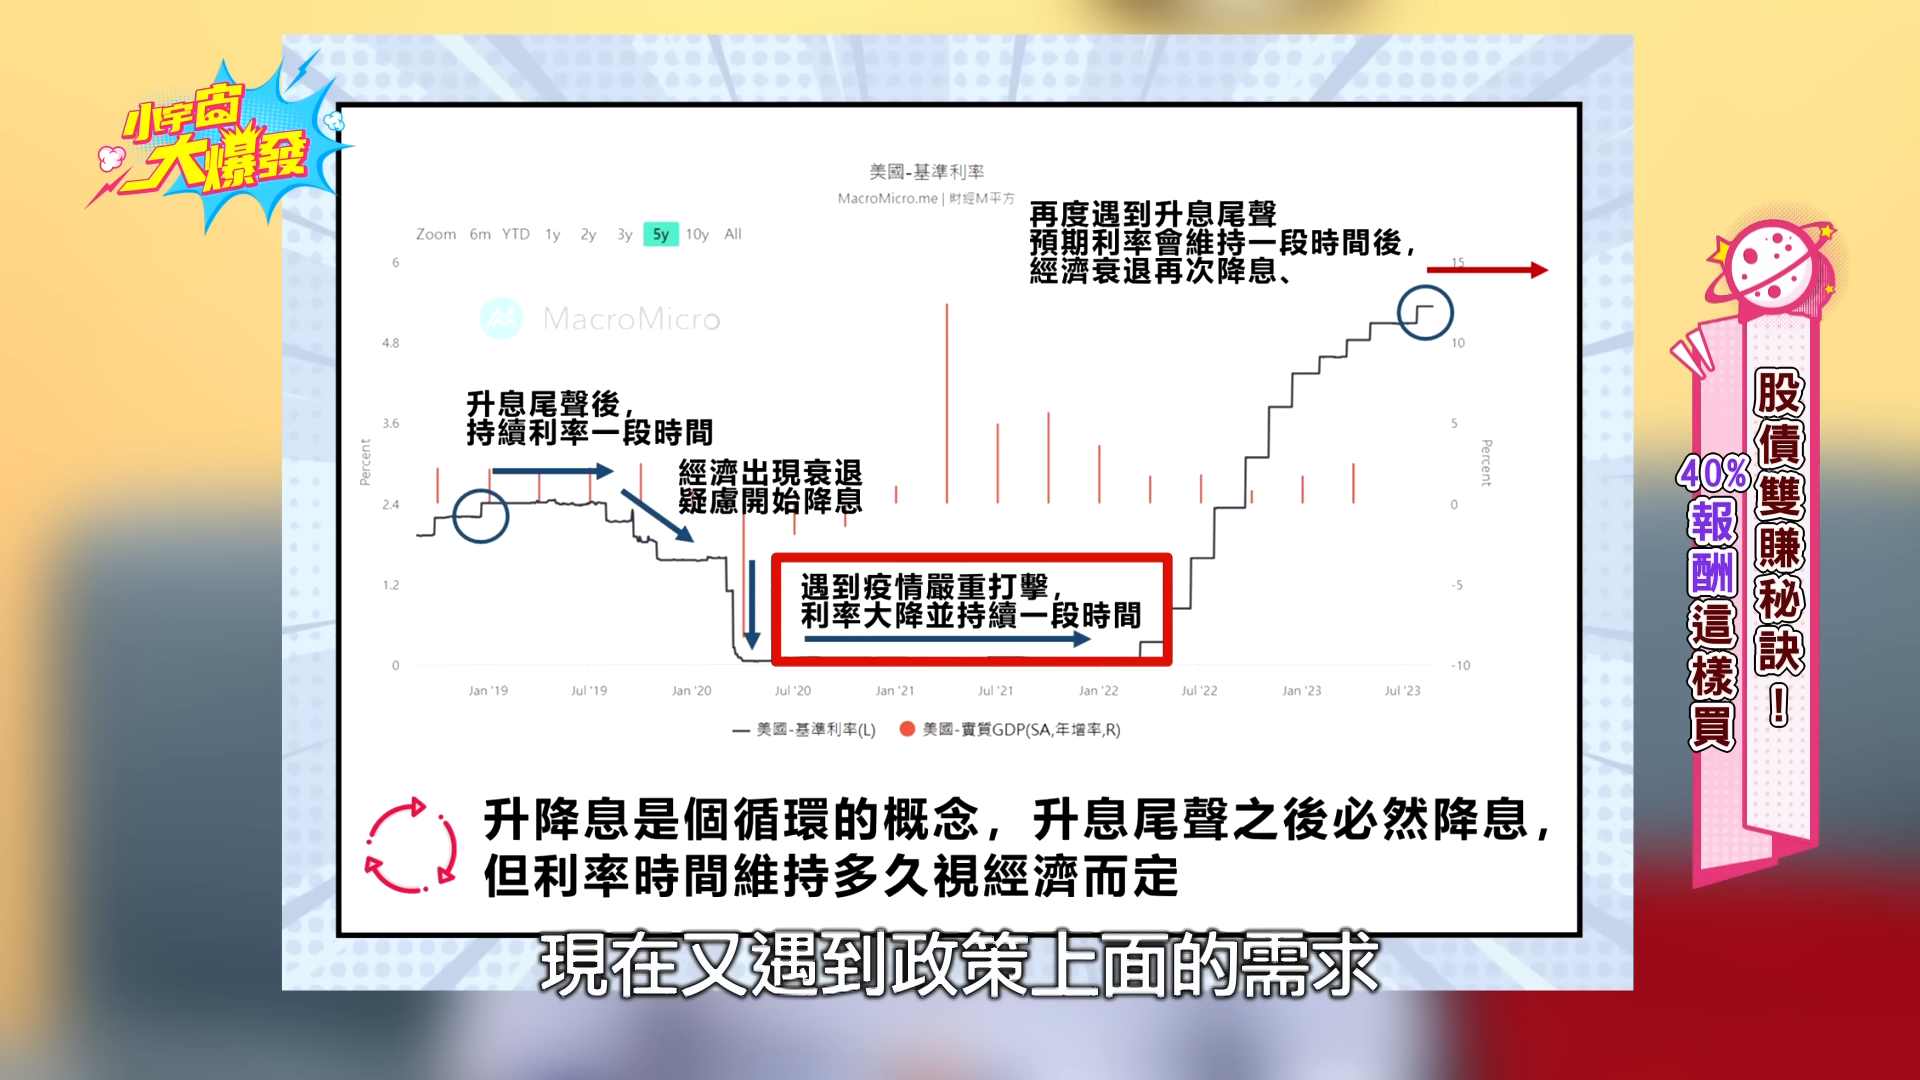 小宇宙
大爆發
美國-基準利率
MacroMicro.me | 財經M平方
Zoom 6m YTD 1y 2y 3y 5y 10y All
再度遇到升息尾聲
預期利率會維持一段時間後，
經濟衰退再次降息、
MacroMicro
升息尾聲後，
持續利率一段時間
經濟出現衰退
疑慮開始降息
遇到疫情嚴重打擊，
利率大降並持續一段時間
6
4.8
3.6
2.4
1.2
0
Percent
15
10
5
0
-5
-10
Percent
Jan '19 Jul '19 Jan '20 Jul '20 Jan '21 Jul '21 Jan '22 Jul '22 Jan '23 Jul '23
美國-基準利率(L) 美國-實質GDP(SA,年增率,R)
升降息是個循環的概念，升息尾聲之後必然降息，
但利率時間維持多久視經濟而定
現在又遇到政策上面的需求
股債雙賺秘訣！
40%報酬這樣買